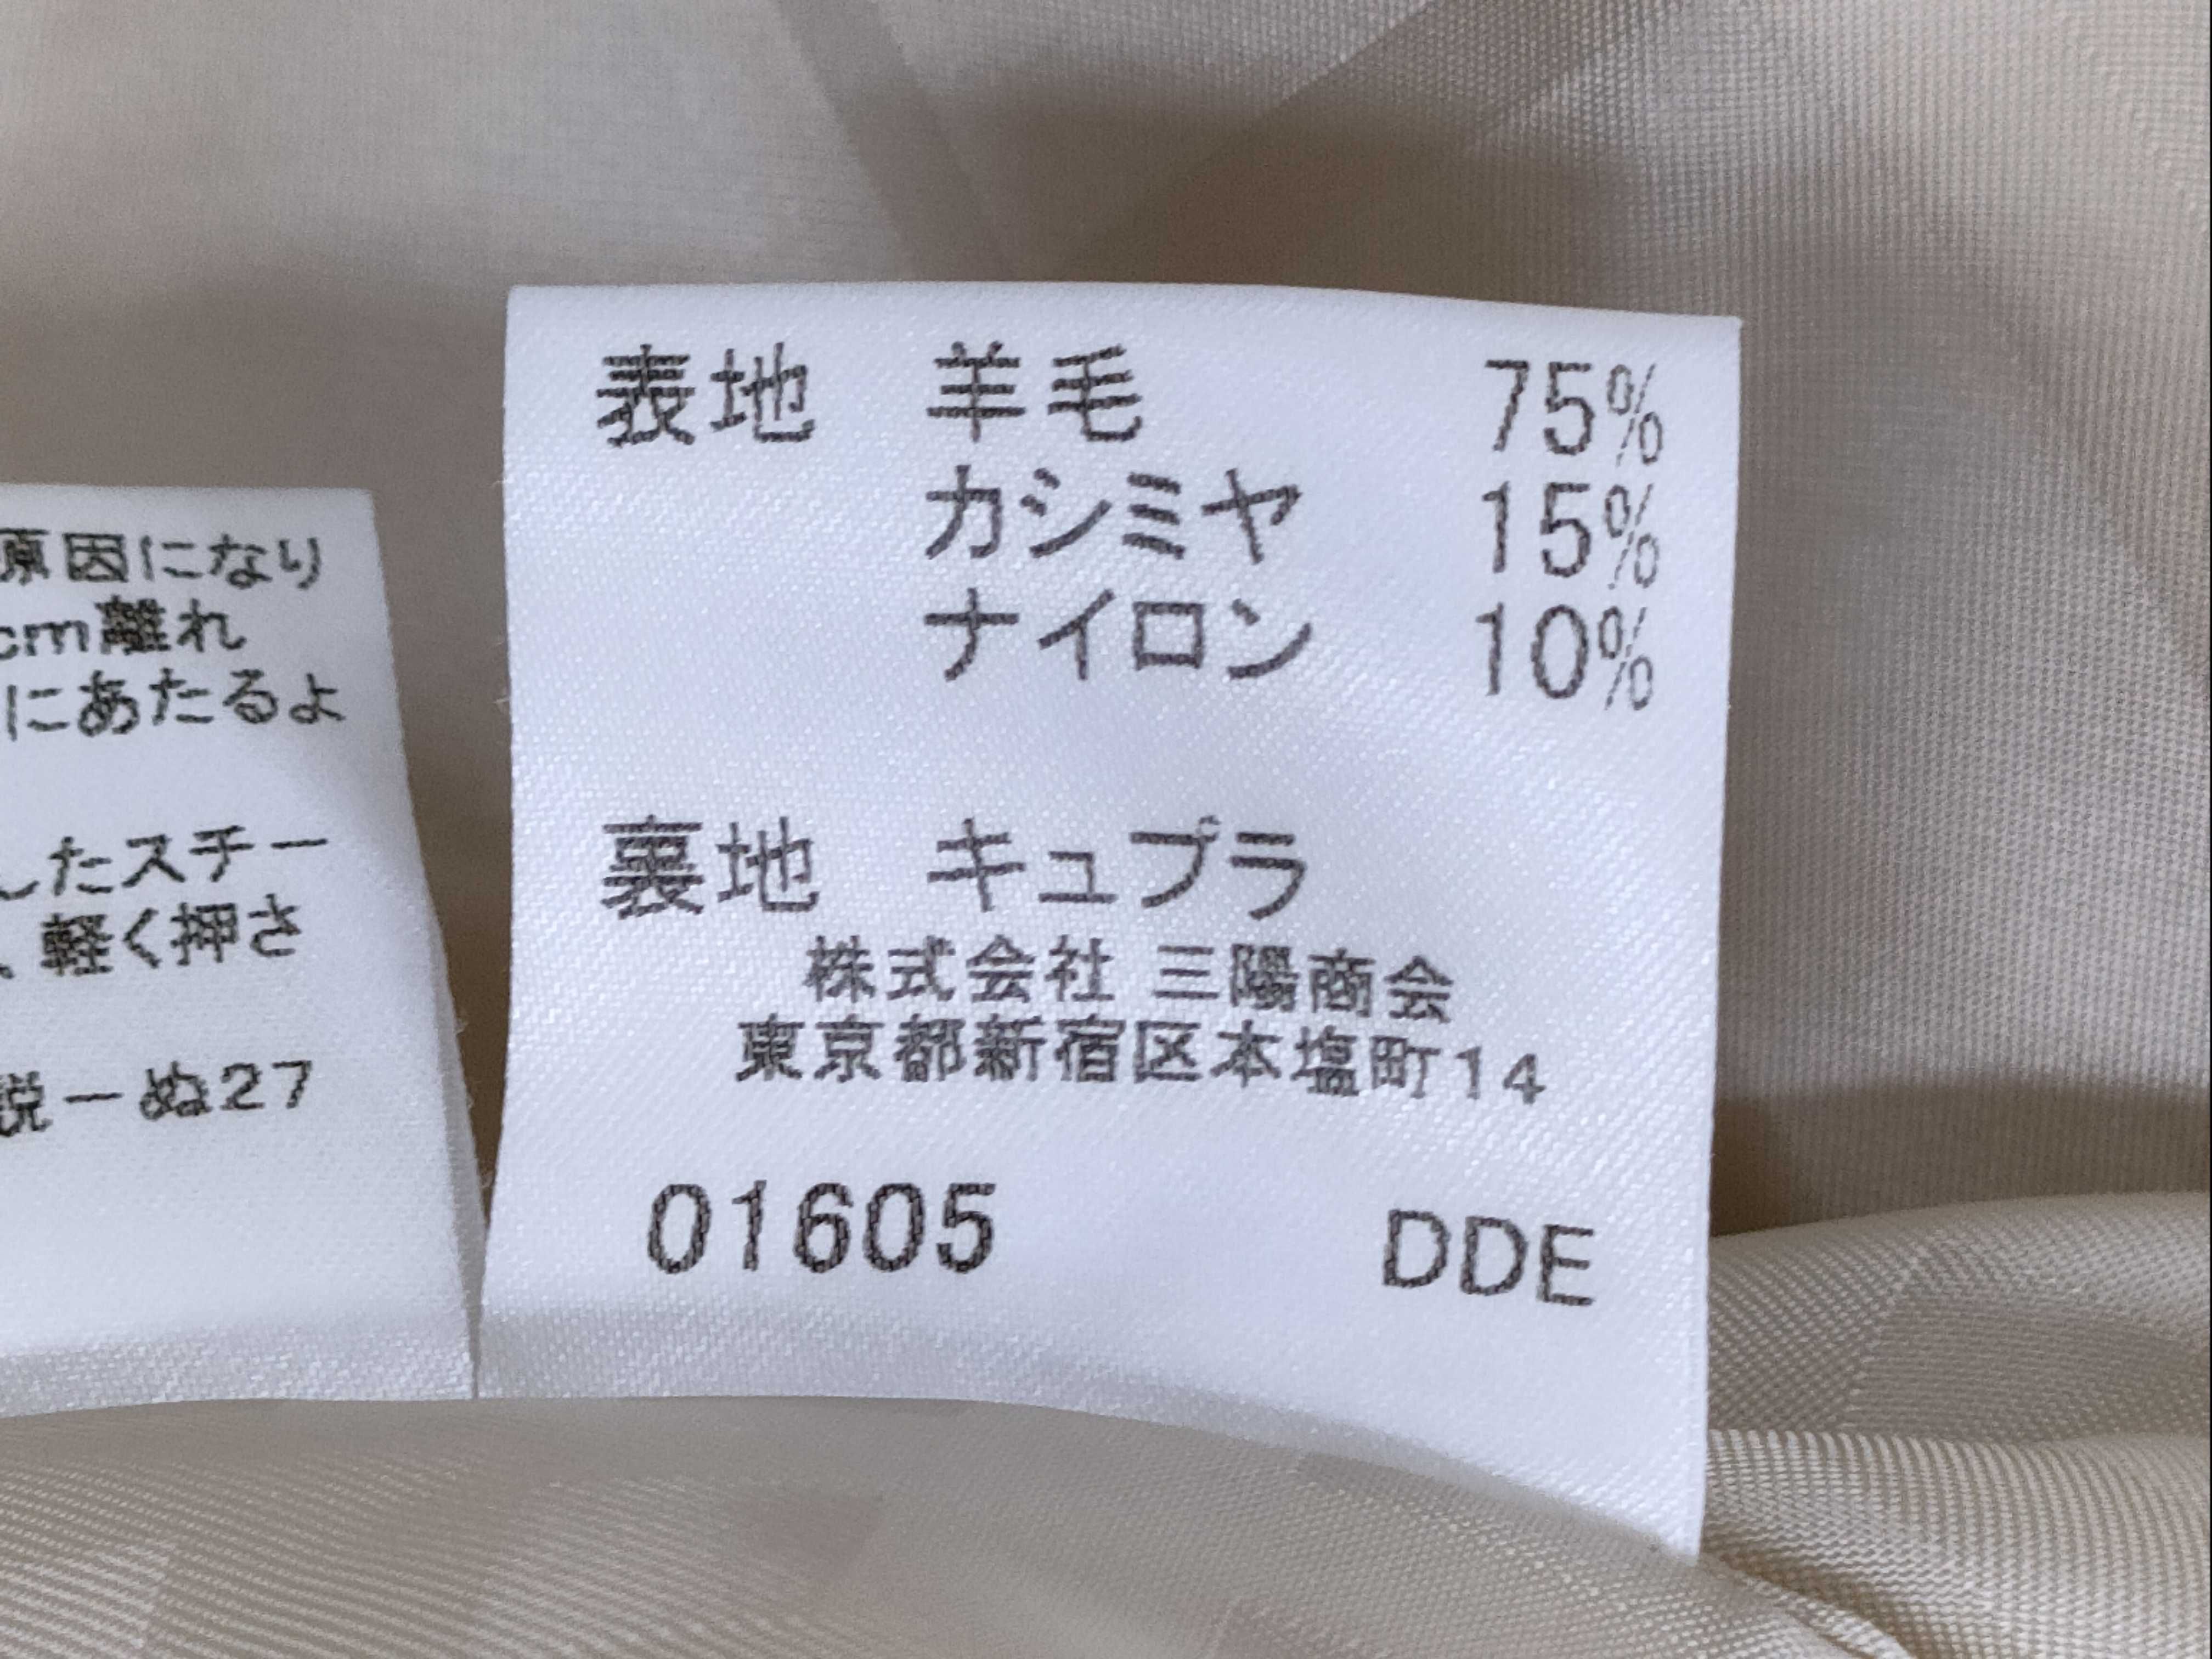 原因になり
cm離れ
にあたるよ
したスチー
、軽く押さ
説－ぬ27
表地 羊毛 75%
カシミヤ 15%
ナイロン 10%
裏地 キュプラ
株式会社 三陽商会
東京都新宿区本塩町14
01605 DDE